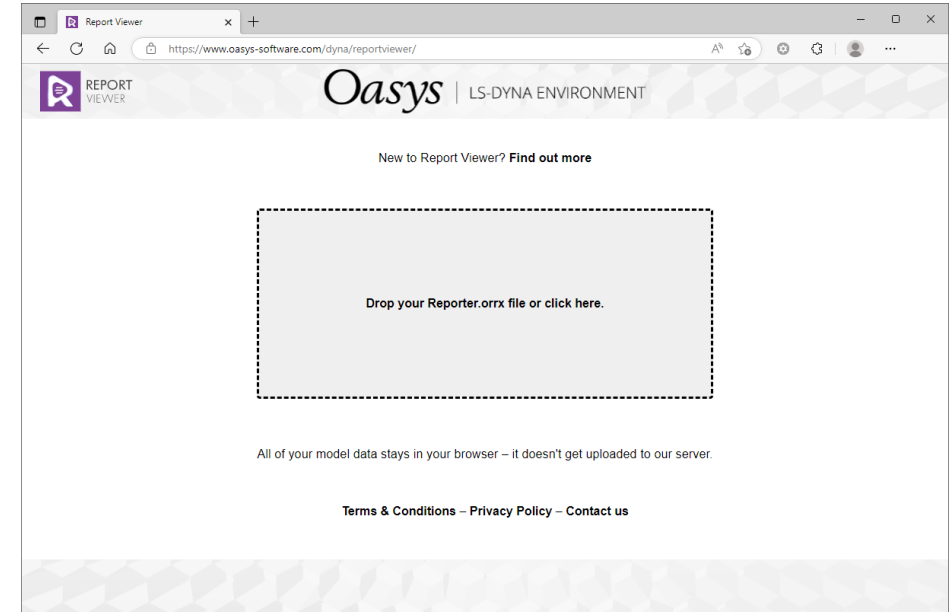 Report Viewer
https://www.oasys-software.com/dyna/reportviewer/
REPORT
VIEWER
Oasys | LS-DYNA ENVIRONMENT
New to Report Viewer? Find out more
Drop your Reporter.orrx file or click here.
All of your model data stays in your browser – it doesn't get uploaded to our server.
Terms & Conditions – Privacy Policy – Contact us